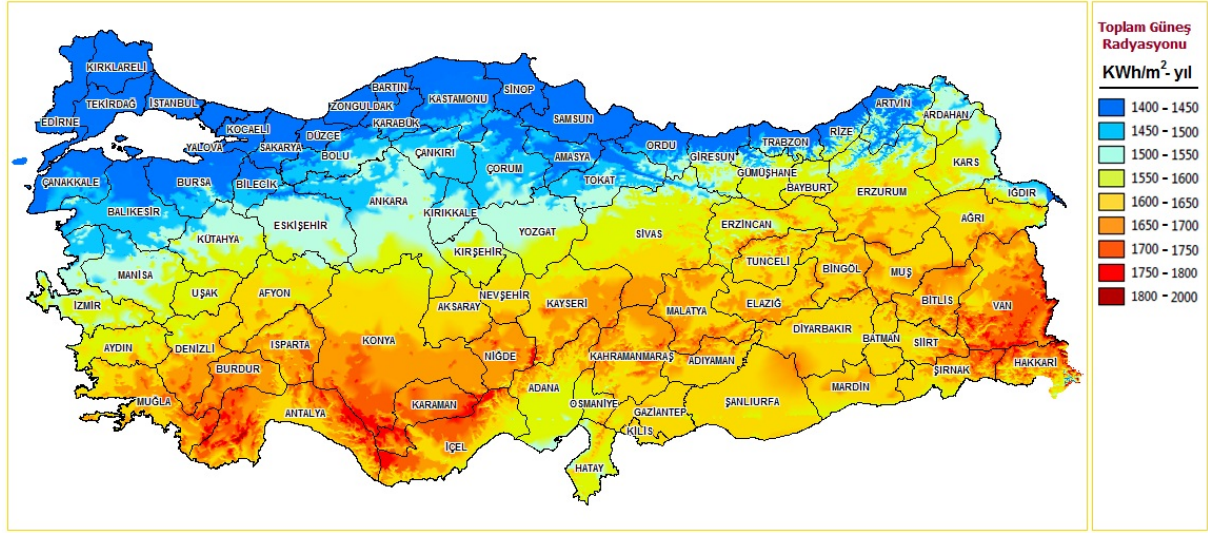 KIRKLARELİ
TEKİRDAĞ
İSTANBUL
EDİRNE
KOCAELİ
YALOVA
SAKARYA
DÜZCE
BOLU
ZONGULDAK
BARTIN
KARABÜK
KASTAMONU
SİNOP
SAMSUN
ÇANKIRI
ÇORUM
AMASYA
TOKAT
ORDU
GİRESUN
TRABZON
RİZE
ARTVİN
ARDAHAN
GÜMÜŞHANE
BAYBURT
ERZURUM
KARS
IĞDIR
AĞRI
ÇANAKKALE
BALIKESİR
BURSA
BİLECİK
ESKİŞEHİR
ANKARA
KIRIKKALE
YOZGAT
SİVAS
ERZİNCAN
KÜTAHYA
KIRŞEHİR
TUNCELİ
BİNGÖL
MUŞ
BİTLİS
VAN
MANİSA
İZMİR
UŞAK
AFYON
AKSARAY
NEVŞEHİR
KAYSERİ
MALATYA
ELAZIĞ
DİYARBAKIR
BATMAN
SİİRT
ŞIRNAK
HAKKARİ
AYDIN
DENİZLİ
ISPARTA
BURDUR
KONYA
NİĞDE
KAHRAMANMARAŞ
ADIYAMAN
MARDİN
MUĞLA
ANTALYA
KARAMAN
İÇEL
ADANA
OSMANİYE
GAZİANTEP
KİLİS
ŞANLIURFA
HATAY
Toplam Güneş
Radyasyonu
KWh/m²- yıl
1400 - 1450
1450 - 1500
1500 - 1550
1550 - 1600
1600 - 1650
1650 - 1700
1700 - 1750
1750 - 1800
1800 - 2000